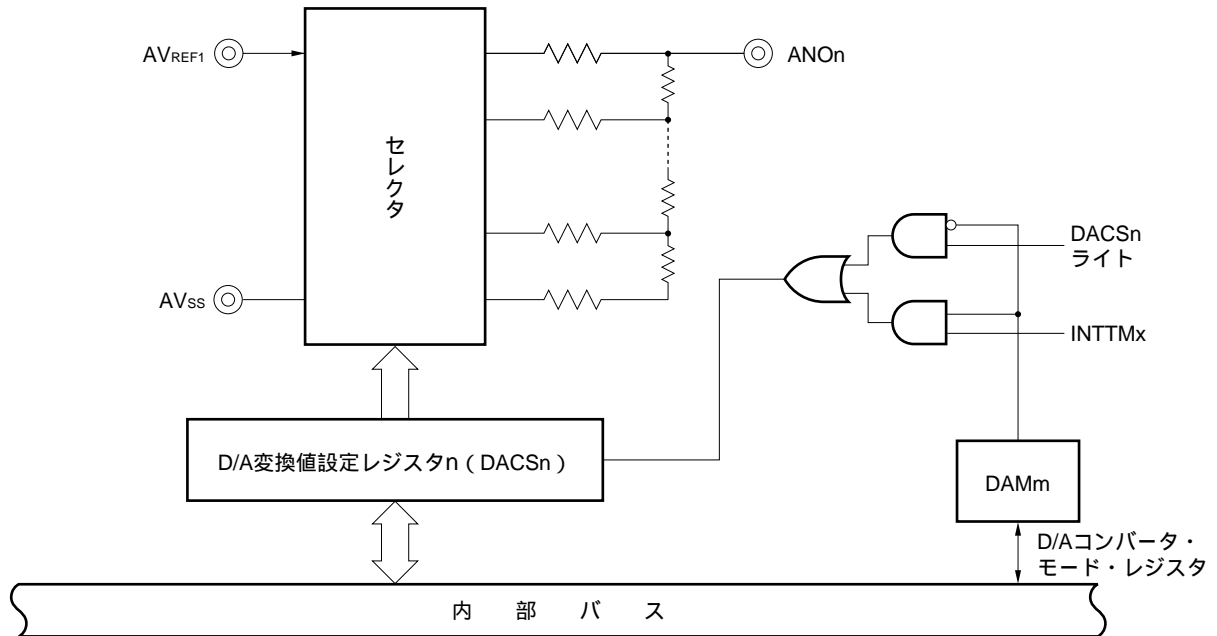 AVREF1
ANOn
セレクタ
DACSn
ライト
INTTMx
AVSS
D/A変換値設定レジスタn（DACSn）
DAMm
D/Aコンバータ・
モード・レジスタ
内部バス